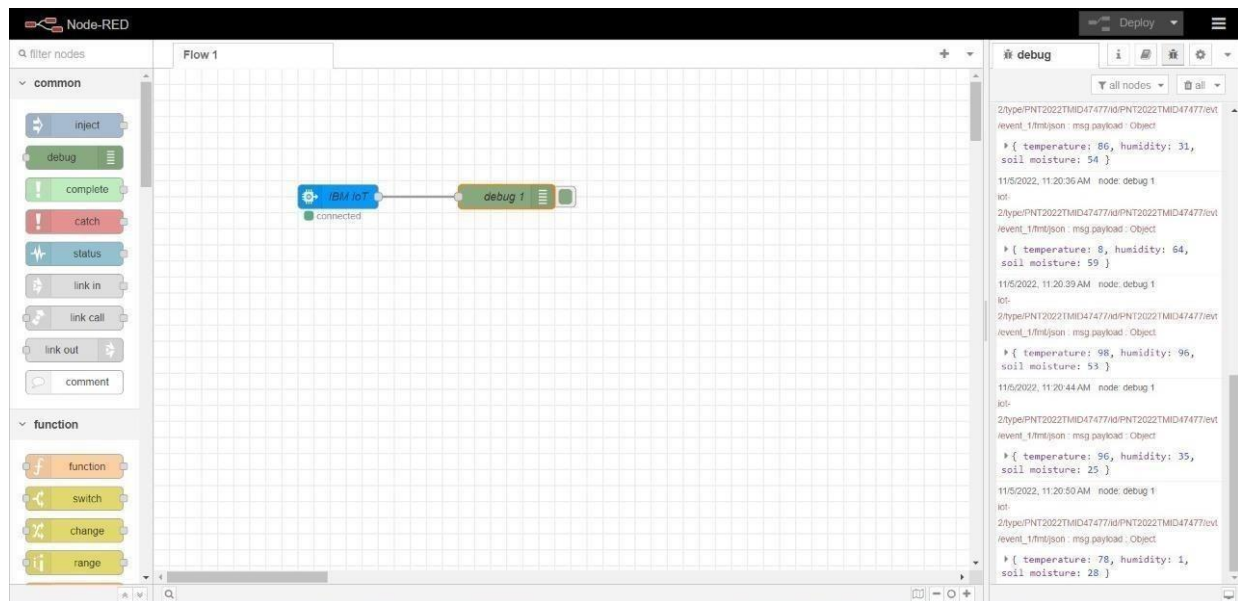 Node-RED
Deploy
filter nodes
Flow 1
debug
i
common
all nodes
all
inject
debug
complete
catch
status
link in
link call
link out
comment
function
function
switch
change
range
IBM IoT
connected
debug 1
2/type/PNT2022TMID47477/id/PNT2022TMID47477/evt
/event_1/fmt/json : msg.payload : Object
{ temperature: 86, humidity: 31,
soil moisture: 54 }
11/5/2022, 11:20:36 AM node: debug 1
iot-
2/type/PNT2022TMID47477/id/PNT2022TMID47477/evt
/event_1/fmt/json : msg.payload : Object
{ temperature: 8, humidity: 64,
soil moisture: 59 }
11/5/2022, 11:20:39 AM node: debug 1
iot-
2/type/PNT2022TMID47477/id/PNT2022TMID47477/evt
/event_1/fmt/json : msg.payload : Object
{ temperature: 98, humidity: 96,
soil moisture: 53 }
11/5/2022, 11:20:44 AM node: debug 1
iot-
2/type/PNT2022TMID47477/id/PNT2022TMID47477/evt
/event_1/fmt/json : msg.payload : Object
{ temperature: 96, humidity: 35,
soil moisture: 25 }
11/5/2022, 11:20:50 AM node: debug 1
iot-
2/type/PNT2022TMID47477/id/PNT2022TMID47477/evt
/event_1/fmt/json : msg.payload : Object
{ temperature: 78, humidity: 1,
soil moisture: 28 }